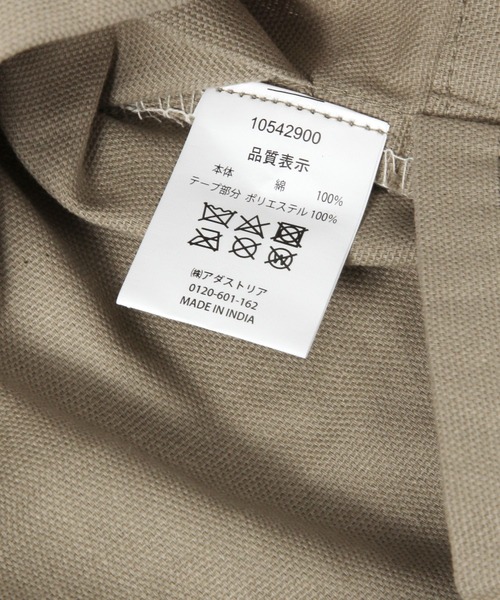 10542900
品質表示
本体 綿 100%
テープ部分 ポリエステル 100%
㈱アダストリア
0120-601-162
MADE IN INDIA